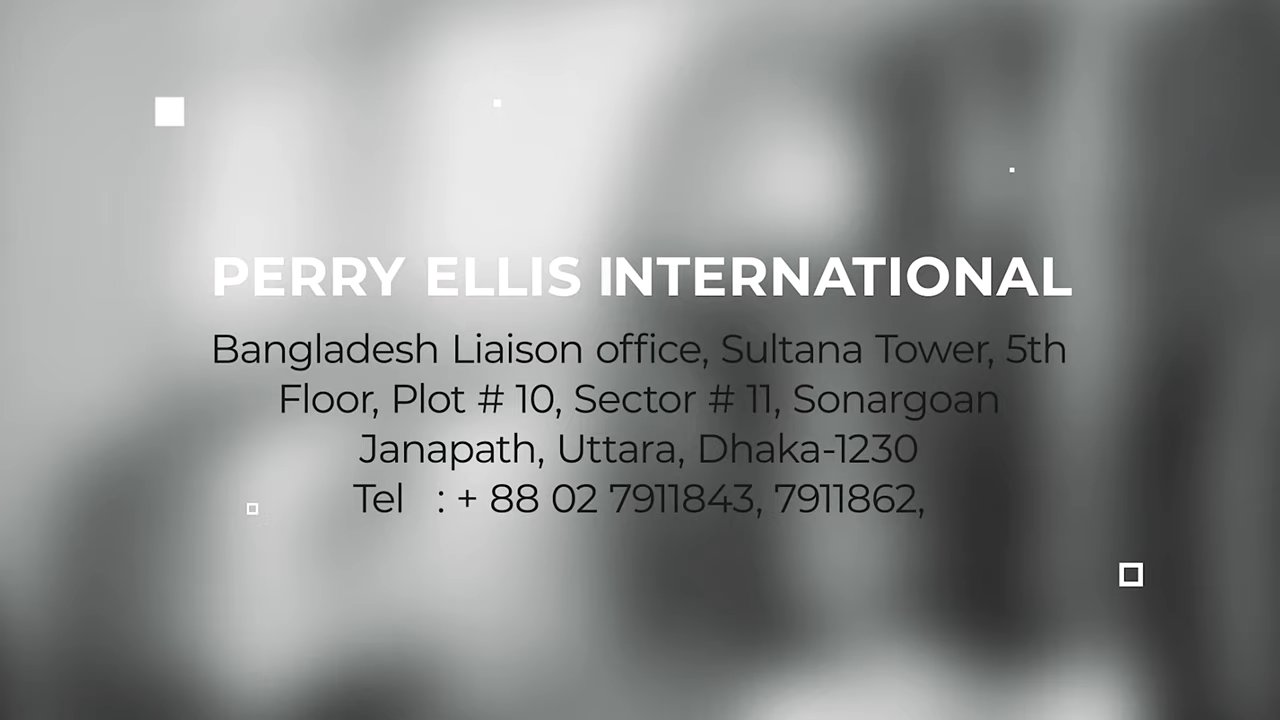 PERRY ELLIS INTERNATIONAL
Bangladesh Liaison office, Sultana Tower, 5th
Floor, Plot # 10, Sector # 11, Sonargoan
Janapath, Uttara, Dhaka-1230
Tel   : + 88 02 7911843, 7911862,